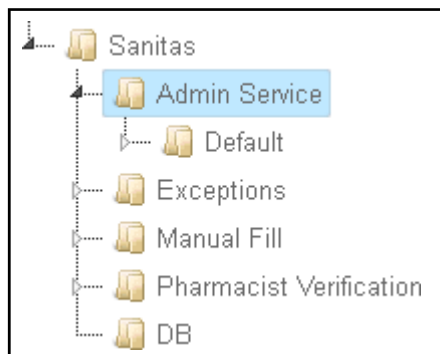 Sanitas
Admin Service
Default
Exceptions
Manual Fill
Pharmacist Verification
DB